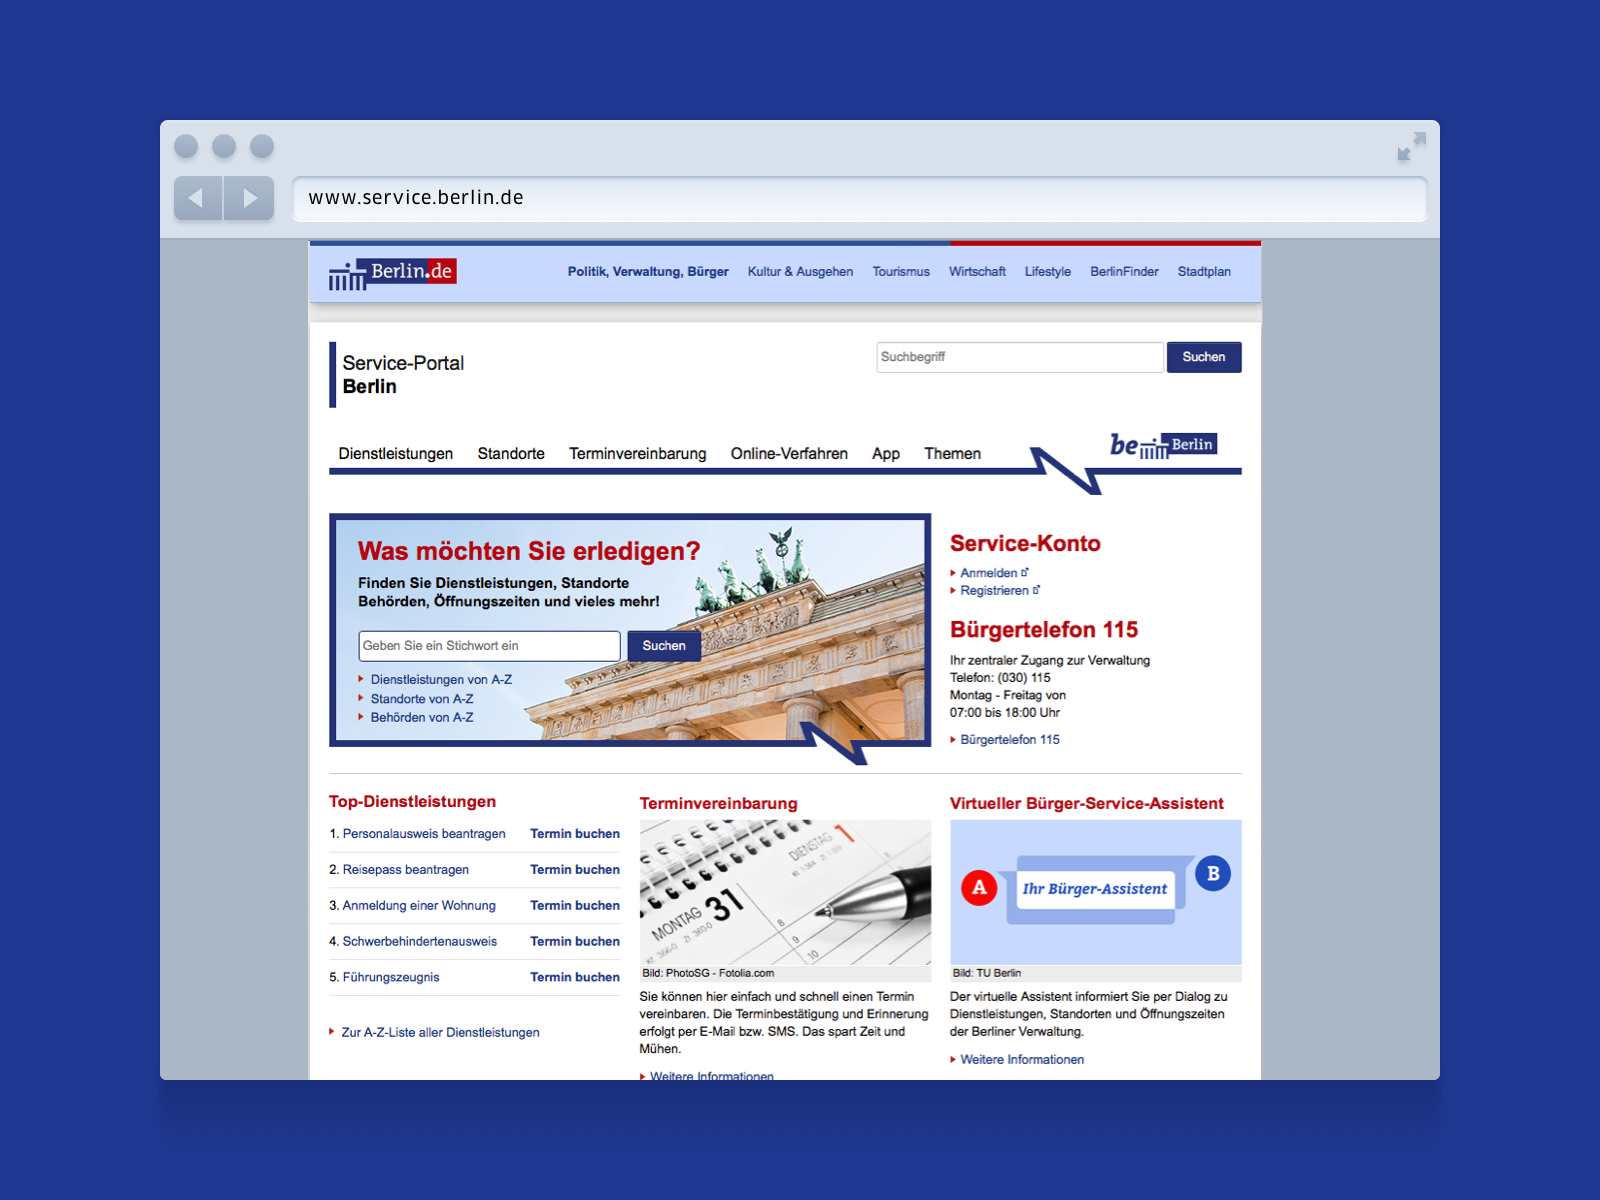 www.service.berlin.de
Berlin.de
Politik, Verwaltung, Bürger Kultur & Ausgehen Tourismus Wirtschaft Lifestyle BerlinFinder Stadtplan
Service-Portal
Berlin
Suchbegriff Suchen
Dienstleistungen Standorte Terminvereinbarung Online-Verfahren App Themen
be Berlin
Was möchten Sie erledigen?
Finden Sie Dienstleistungen, Standorte
Behörden, Öffnungszeiten und vieles mehr!
Geben Sie ein Stichwort ein Suchen
Dienstleistungen von A-Z
Standorte von A-Z
Behörden von A-Z
Service-Konto
Anmelden
Registrieren
Bürgertelefon 115
Ihr zentraler Zugang zur Verwaltung
Telefon: (030) 115
Montag - Freitag von
07:00 bis 18:00 Uhr
Bürgertelefon 115
Top-Dienstleistungen
1. Personalausweis beantragen Termin buchen
2. Reisepass beantragen Termin buchen
3. Anmeldung einer Wohnung Termin buchen
4. Schwerbehindertenausweis Termin buchen
5. Führungszeugnis Termin buchen
Zur A-Z-Liste aller Dienstleistungen
Terminvereinbarung
DIENSTAG 1
MONTAG 31
8
9
10
Bild: PhotoSG - Fotolia.com
Sie können hier einfach und schnell einen Termin
vereinbaren. Die Terminbestätigung und Erinnerung
erfolgt per E-Mail bzw. SMS. Das spart Zeit und
Mühen.
Weitere Informationen
Virtueller Bürger-Service-Assistent
A Ihr Bürger-Assistent B
Bild: TU Berlin
Der virtuelle Assistent informiert Sie per Dialog zu
Dienstleistungen, Standorten und Öffnungszeiten
der Berliner Verwaltung.
Weitere Informationen